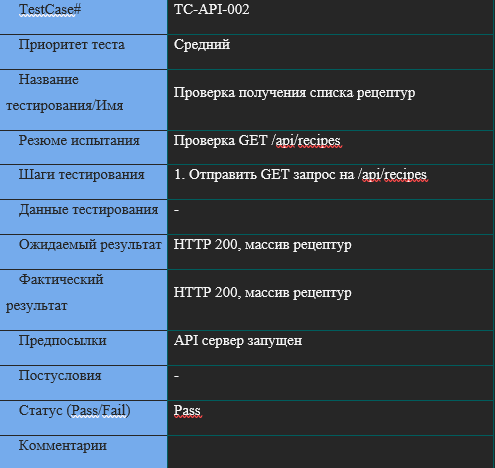 TestCase# TC-API-002
Приоритет теста Средний
Название
тестирования/Имя
Проверка получения списка рецептур
Резюме испытания Проверка GET /api/recipes
Шаги тестирования 1. Отправить GET запрос на /api/recipes
Данные тестирования -
Ожидаемый результат HTTP 200, массив рецептур
Фактический
результат
HTTP 200, массив рецептур
Предпосылки API сервер запущен
Постусловия -
Статус (Pass/Fail) Pass
Комментарии